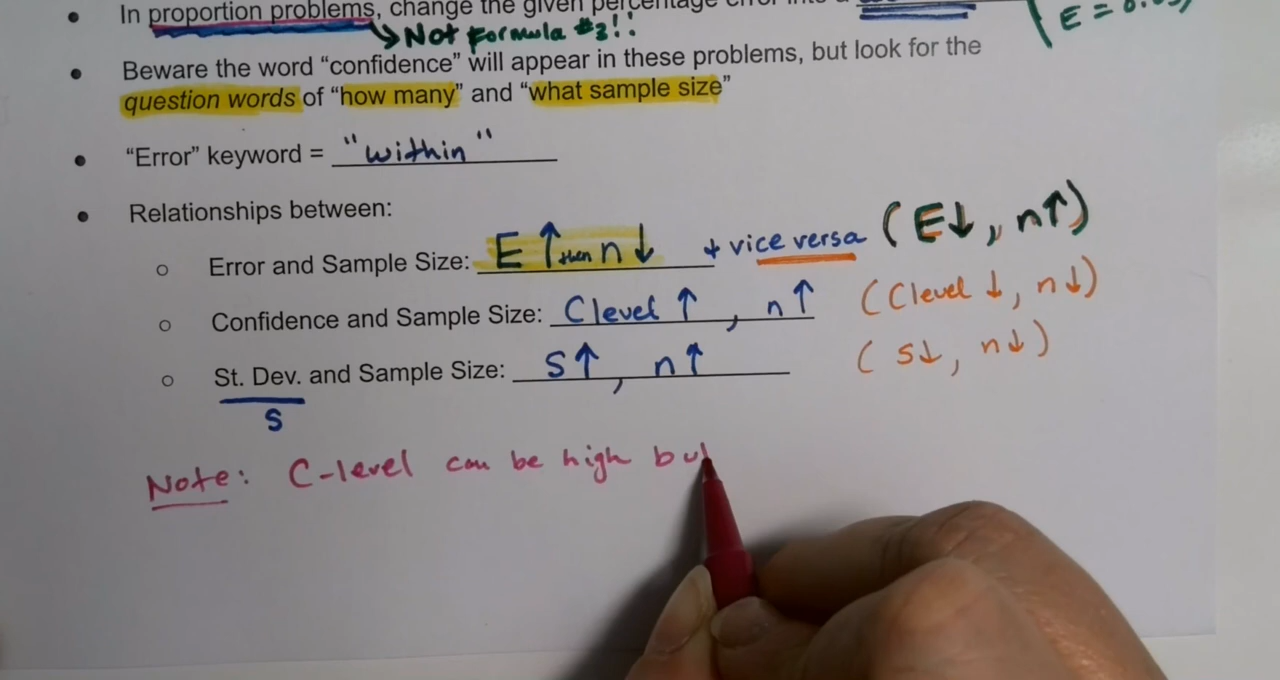 • In proportion problems, change the given percentage error into a
( E = 0.
↳ Not Formula #3!!
• Beware the word “confidence” will appear in these problems, but look for the
question words of “how many” and “what sample size”
• “Error” keyword = "within"
• Relationships between:
o Error and Sample Size: E ↑ then n ↓ + vice versa (E↓, n↑)
o Confidence and Sample Size: Clevel ↑, n↑ (Clevel ↓, n↓)
o St. Dev. and Sample Size: S↑, n↑ (S↓, n↓)
S
Note: C-level can be high but